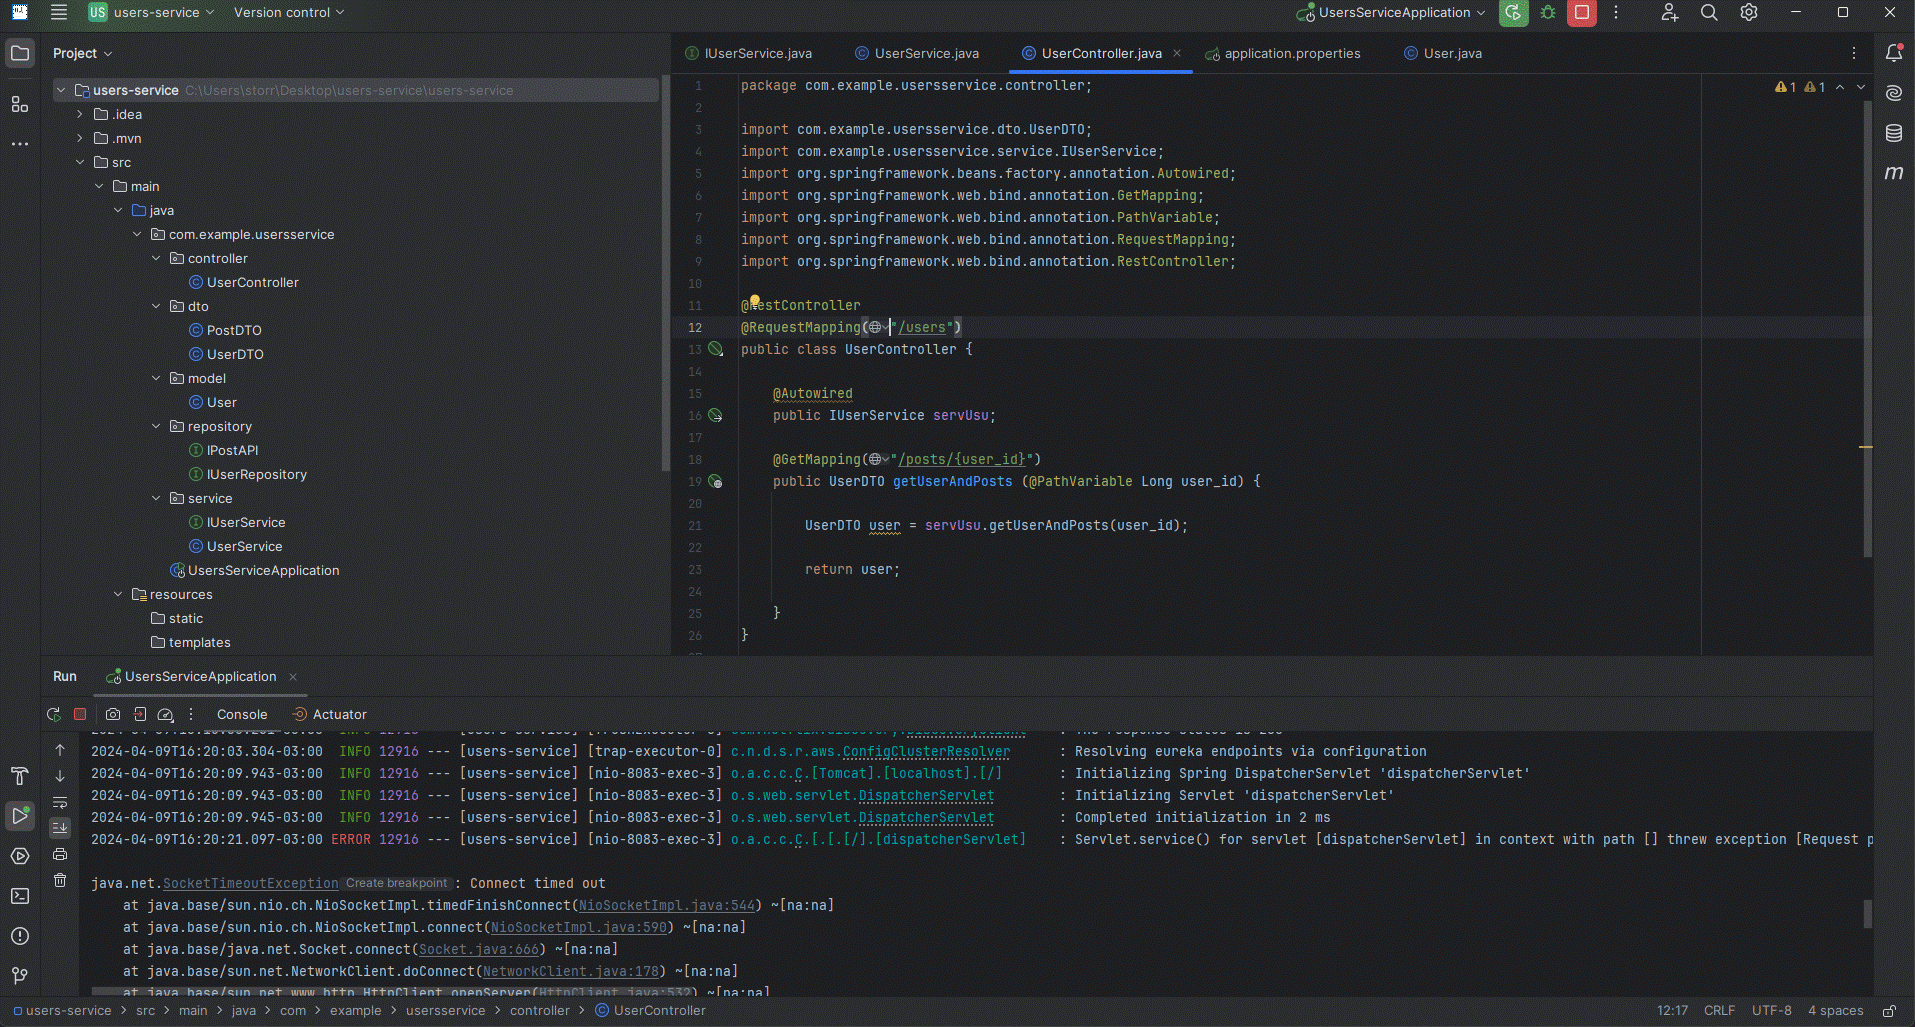 US users-service Version control UsersServiceApplication
Project
IUserService.java UserService.java UserController.java application.properties User.java
users-service C:\Users\storr\Desktop\users-service\users-service
.idea
.mvn
src
main
java
com.example.usersservice
controller
UserController
dto
PostDTO
UserDTO
model
User
repository
IPostAPI
IUserRepository
service
IUserService
UserService
UsersServiceApplication
resources
static
templates
1 package com.example.usersservice.controller;
2
3 import com.example.usersservice.dto.UserDTO;
4 import com.example.usersservice.service.IUserService;
5 import org.springframework.beans.factory.annotation.Autowired;
6 import org.springframework.web.bind.annotation.GetMapping;
7 import org.springframework.web.bind.annotation.PathVariable;
8 import org.springframework.web.bind.annotation.RequestMapping;
9 import org.springframework.web.bind.annotation.RestController;
10
11 @RestController
12 @RequestMapping("/users")
13 public class UserController {
14
15 @Autowired
16 public IUserService servUsu;
17
18 @GetMapping("/posts/{user_id}")
19 public UserDTO getUserAndPosts (@PathVariable Long user_id) {
20
21 UserDTO user = servUsu.getUserAndPosts(user_id);
22
23 return user;
24
25 }
26 }
1 1
Run UsersServiceApplication
Console Actuator
2024-04-09T16:20:03.304-03:00 INFO 12916 --- [users-service] [trap-executor-0] c.n.d.s.r.aws.ConfigClusterResolver : Resolving eureka endpoints via configuration
2024-04-09T16:20:09.943-03:00 INFO 12916 --- [users-service] [nio-8083-exec-3] o.a.c.c.C.[Tomcat].[localhost].[/] : Initializing Spring DispatcherServlet 'dispatcherServlet'
2024-04-09T16:20:09.943-03:00 INFO 12916 --- [users-service] [nio-8083-exec-3] o.s.web.servlet.DispatcherServlet : Initializing Servlet 'dispatcherServlet'
2024-04-09T16:20:09.945-03:00 INFO 12916 --- [users-service] [nio-8083-exec-3] o.s.web.servlet.DispatcherServlet : Completed initialization in 2 ms
2024-04-09T16:20:21.097-03:00 ERROR 12916 --- [users-service] [nio-8083-exec-3] o.a.c.c.C.[.[.[/].[dispatcherServlet] : Servlet.service() for servlet [dispatcherServlet] in context with path [] threw exception [Request p
java.net.SocketTimeoutException Create breakpoint : Connect timed out
at java.base/sun.nio.ch.NioSocketImpl.timedFinishConnect(NioSocketImpl.java:544) ~[na:na]
at java.base/sun.nio.ch.NioSocketImpl.connect(NioSocketImpl.java:590) ~[na:na]
at java.base/java.net.Socket.connect(Socket.java:666) ~[na:na]
at java.base/sun.net.NetworkClient.doConnect(NetworkClient.java:178) ~[na:na]
at java.base/sun.net.www.http.HttpClient.openServer(HttpClient.java:532) ~[na:na]
users-service > src > main > java > com > example > usersservice > controller > UserController 12:17 CRLF UTF-8 4 spaces